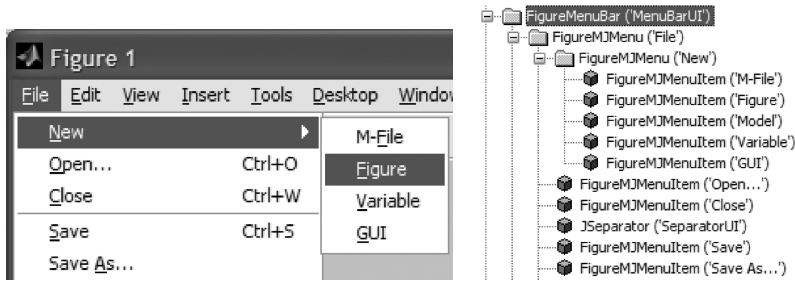 Figure 1
File Edit View Insert Tools Desktop Windo
New
Open... Ctrl+O
Close Ctrl+W
Save Ctrl+S
Save As...
M-File
Figure
Variable
GUI
FigureMenuBar ('MenuBarUI')
FigureMJMenu ('File')
FigureMJMenu ('New')
FigureMJMenuItem ('M-File')
FigureMJMenuItem ('Figure')
FigureMJMenuItem ('Model')
FigureMJMenuItem ('Variable')
FigureMJMenuItem ('GUI')
FigureMJMenuItem ('Open...')
FigureMJMenuItem ('Close')
JSeparator ('SeparatorUI')
FigureMJMenuItem ('Save')
FigureMJMenuItem ('Save As...')